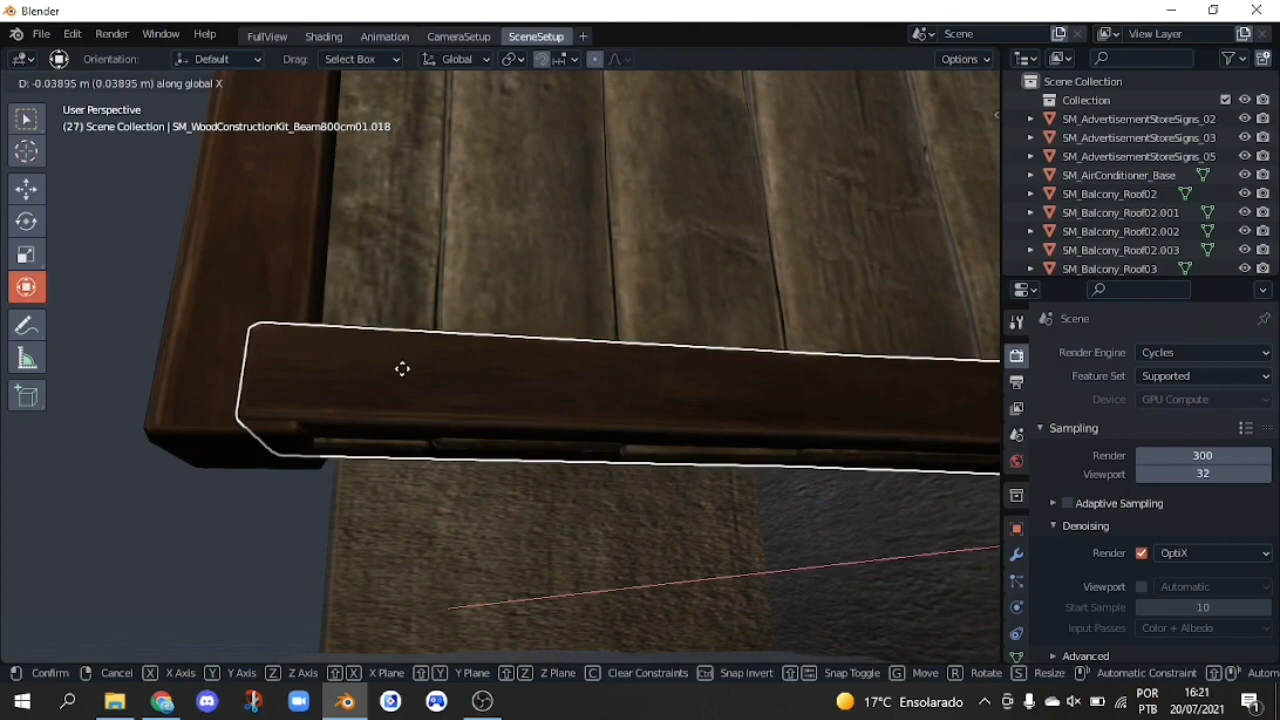 Blender
File Edit Render Window Help FullView Shading Animation CameraSetup SceneSetup + Scene View Layer
Orientation: Default Drag: Select Box Global Options
D: -0.03895 m (0.03895 m) along global X
User Perspective
(27) Scene Collection | SM_WoodConstructionKit_Beam800cm01.018
Scene Collection
Collection
SM_AdvertisementStoreSigns_02
SM_AdvertisementStoreSigns_03
SM_AdvertisementStoreSigns_05
SM_AirConditioner_Base
SM_Balcony_Roof02
SM_Balcony_Roof02.001
SM_Balcony_Roof02.002
SM_Balcony_Roof02.003
SM_Balcony_Roof03
Scene
Render Engine Cycles
Feature Set Supported
Device GPU Compute
Sampling
Render 300
Viewport 32
Adaptive Sampling
Denoising
Render OptiX
Viewport Automatic
Start Sample 10
Input Passes Color + Albedo
Advanced
Confirm Cancel X X Axis Y Y Axis Z Z Axis X X Plane Y Y Plane Z Z Plane C Clear Constraints Ctrl Snap Invert Snap Toggle G Move R Rotate S Resize Automatic Constraint Autom
17°C Ensolarado POR 16:21
PTB 20/07/2021 1